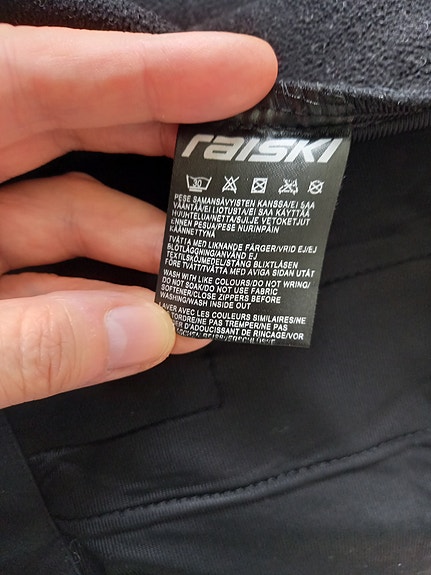 raiski
30
PESE SAMANSÄVYISTEN KANSSA/EI SAA
VÄÄNTÄÄ/EI LIOTUSTA/EI SAA KÄYTTÄÄ
HUUHTELUAINETTA/SULJE VETOKETJUT
ENNEN PESUA/PESE NURINPÄIN
KÄÄNNETTYNÄ
TVÄTTA MED LIKNANDE FÄRGER/VRID EJ/EJ
BLÖTLÄGGNING/ANVÄND EJ
TEXTILSKÖJMEDEL/STÄNG BLIXTLÅSEN
FÖRE TVÄTT/TVÄTTA MED AVIGA SIDAN UTÅT
WASH WITH LIKE COLOURS/DO NOT WRING/
DO NOT SOAK/DO NOT USE FABRIC
SOFTENER/CLOSE ZIPPERS BEFORE
WASHING/WASH INSIDE OUT
LAVER AVEC LES COULEURS SIMILAIRES/NE
TORDRE/NE PAS TREMPER/NE PAS
D'ADOUCISSANT DE RINCAGE/VOR